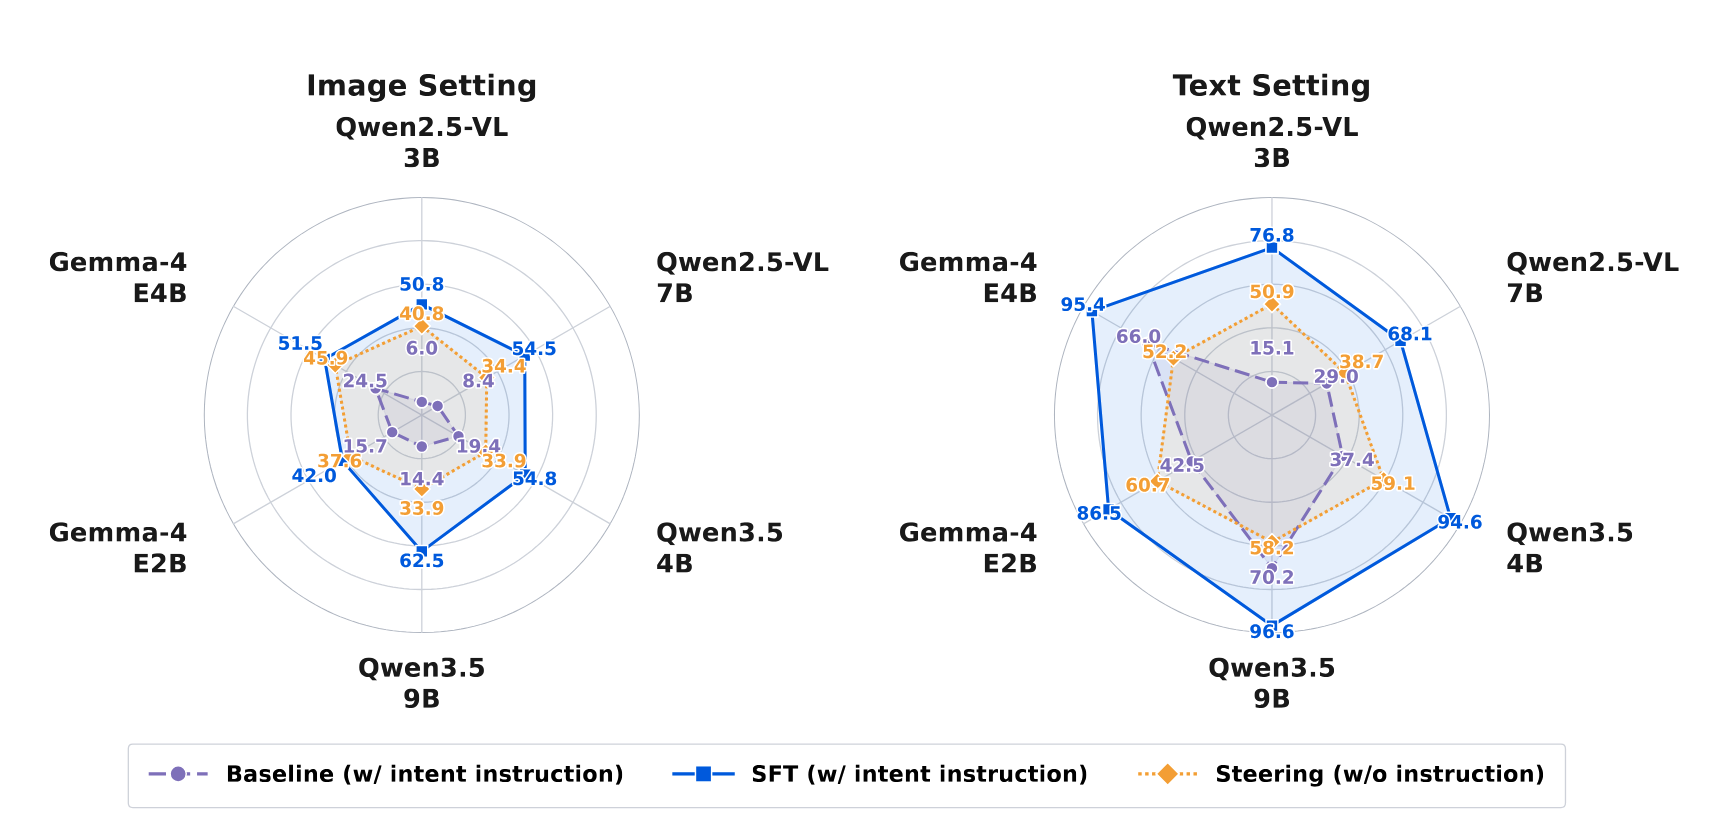 Image Setting
Qwen2.5-VL
3B
Gemma-4
E4B
Qwen2.5-VL
7B
50.8
40.8
6.0
51.5
45.9
24.5
54.5
34.4
8.4
15.7
37.6
42.0
19.4
33.9
54.8
14.4
33.9
62.5
Gemma-4
E2B
Qwen3.5
4B
Qwen3.5
9B
Text Setting
Qwen2.5-VL
3B
Gemma-4
E4B
Qwen2.5-VL
7B
76.8
50.9
15.1
95.4
66.0
52.2
68.1
38.7
29.0
42.5
60.7
86.5
37.4
59.1
94.6
58.2
70.2
96.6
Gemma-4
E2B
Qwen3.5
4B
Qwen3.5
9B
Baseline (w/ intent instruction)
SFT (w/ intent instruction)
Steering (w/o instruction)